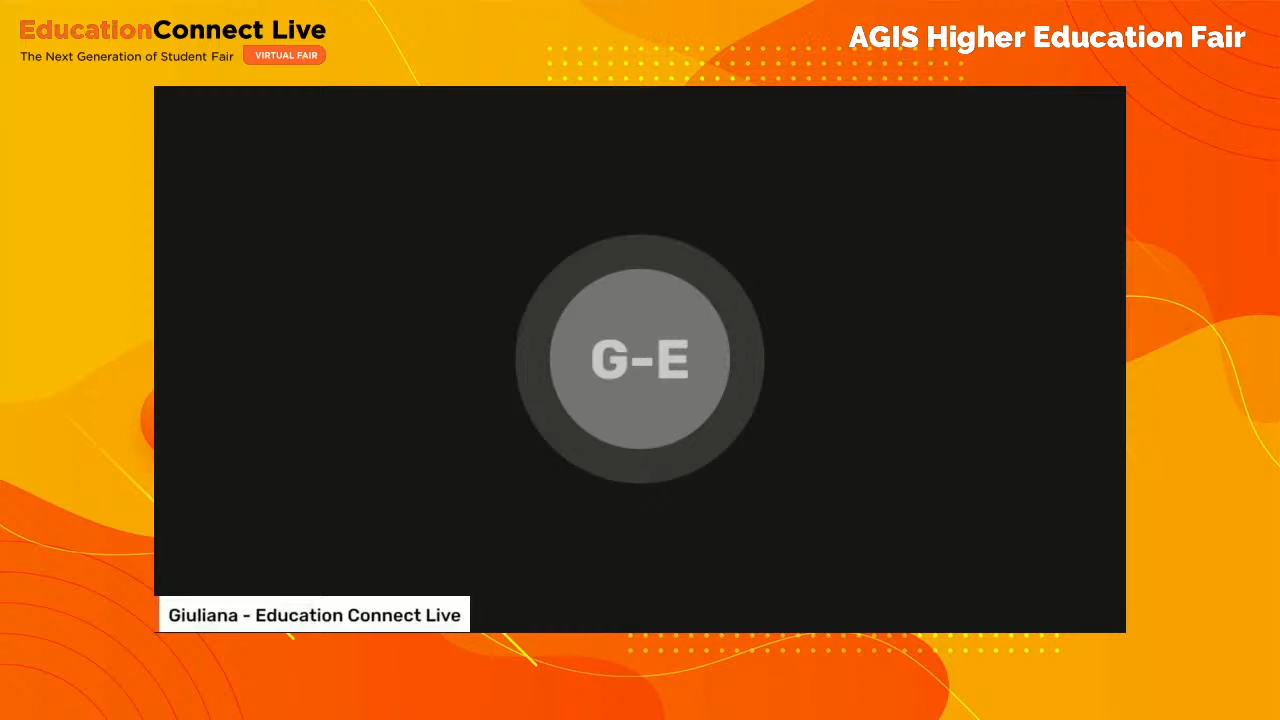 EducationConnect Live
The Next Generation of Student Fair VIRTUAL FAIR
AGIS Higher Education Fair
G-E
Giuliana - Education Connect Live